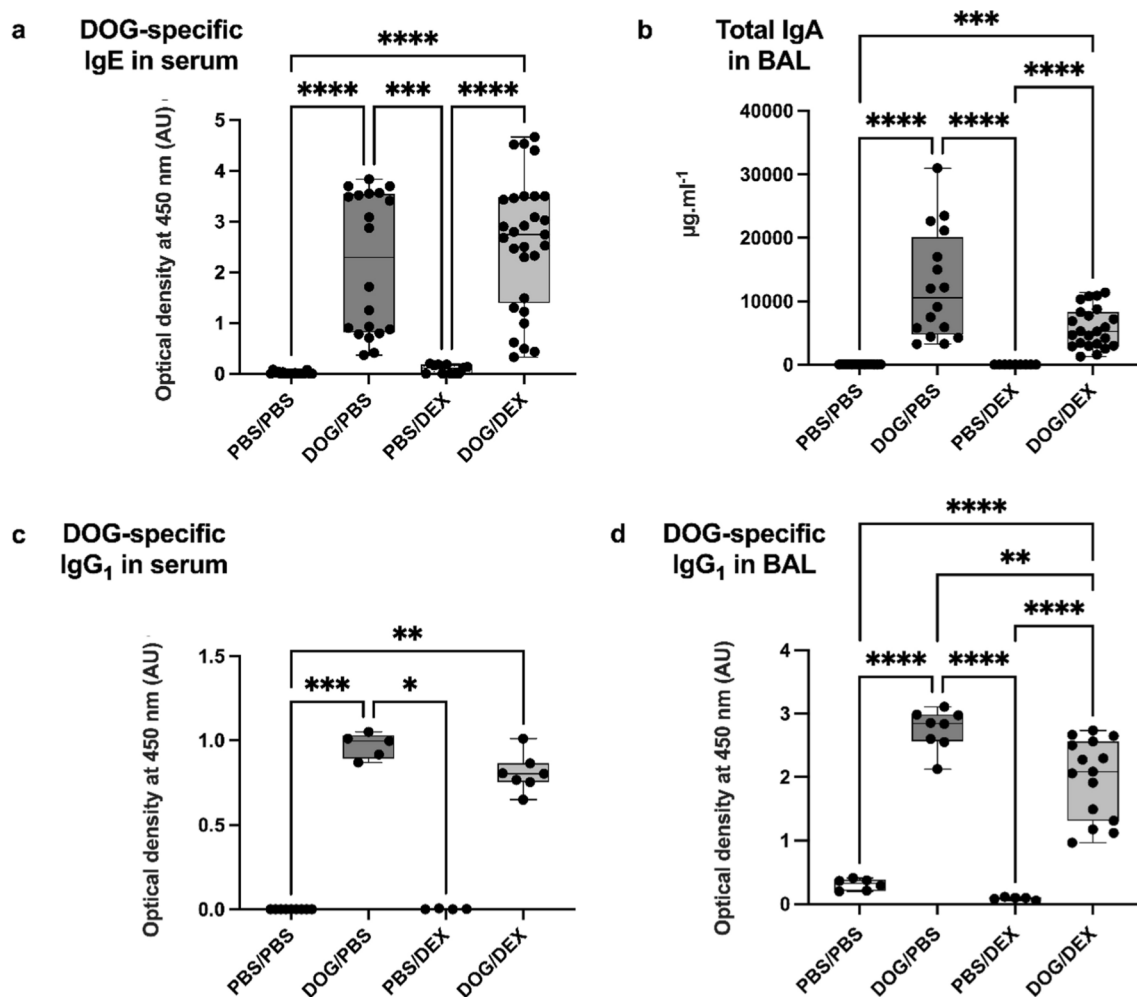 a DOG-specific
IgE in serum
****
**** *** ****
Optical density at 450 nm (AU)
5
4
3
2
1
0
PBS/PBS DOG/PBS PBS/DEX DOG/DEX
b Total IgA
in BAL
***
****
**** ****
µg.ml-1
40000
30000
20000
10000
0
PBS/PBS DOG/PBS PBS/DEX DOG/DEX
c DOG-specific
IgG1 in serum
**
*** *
Optical density at 450 nm (AU)
1.5
1.0
0.5
0.0
PBS/PBS DOG/PBS PBS/DEX DOG/DEX
d DOG-specific
IgG1 in BAL
****
**
****
**** ****
Optical density at 450 nm (AU)
4
3
2
1
0
PBS/PBS DOG/PBS PBS/DEX DOG/DEX